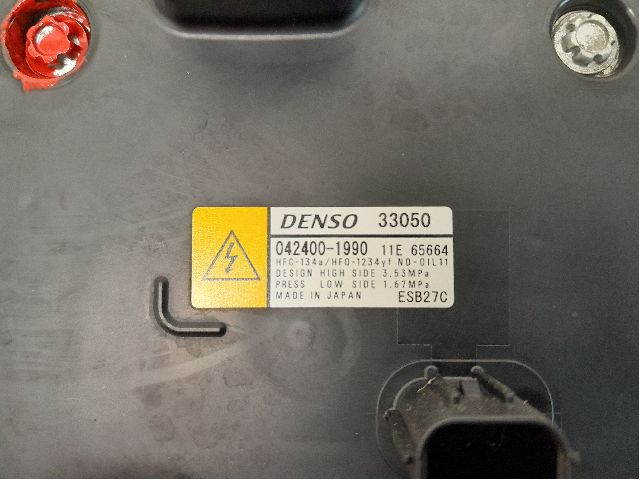 DENSO 33050
042400-1990 11E 65664
HFC-134a/HFO-1234yf ND-OIL11
DESIGN HIGH SIDE 3.53MPa
PRESS LOW SIDE 1.67MPa
MADE IN JAPAN ESB27C